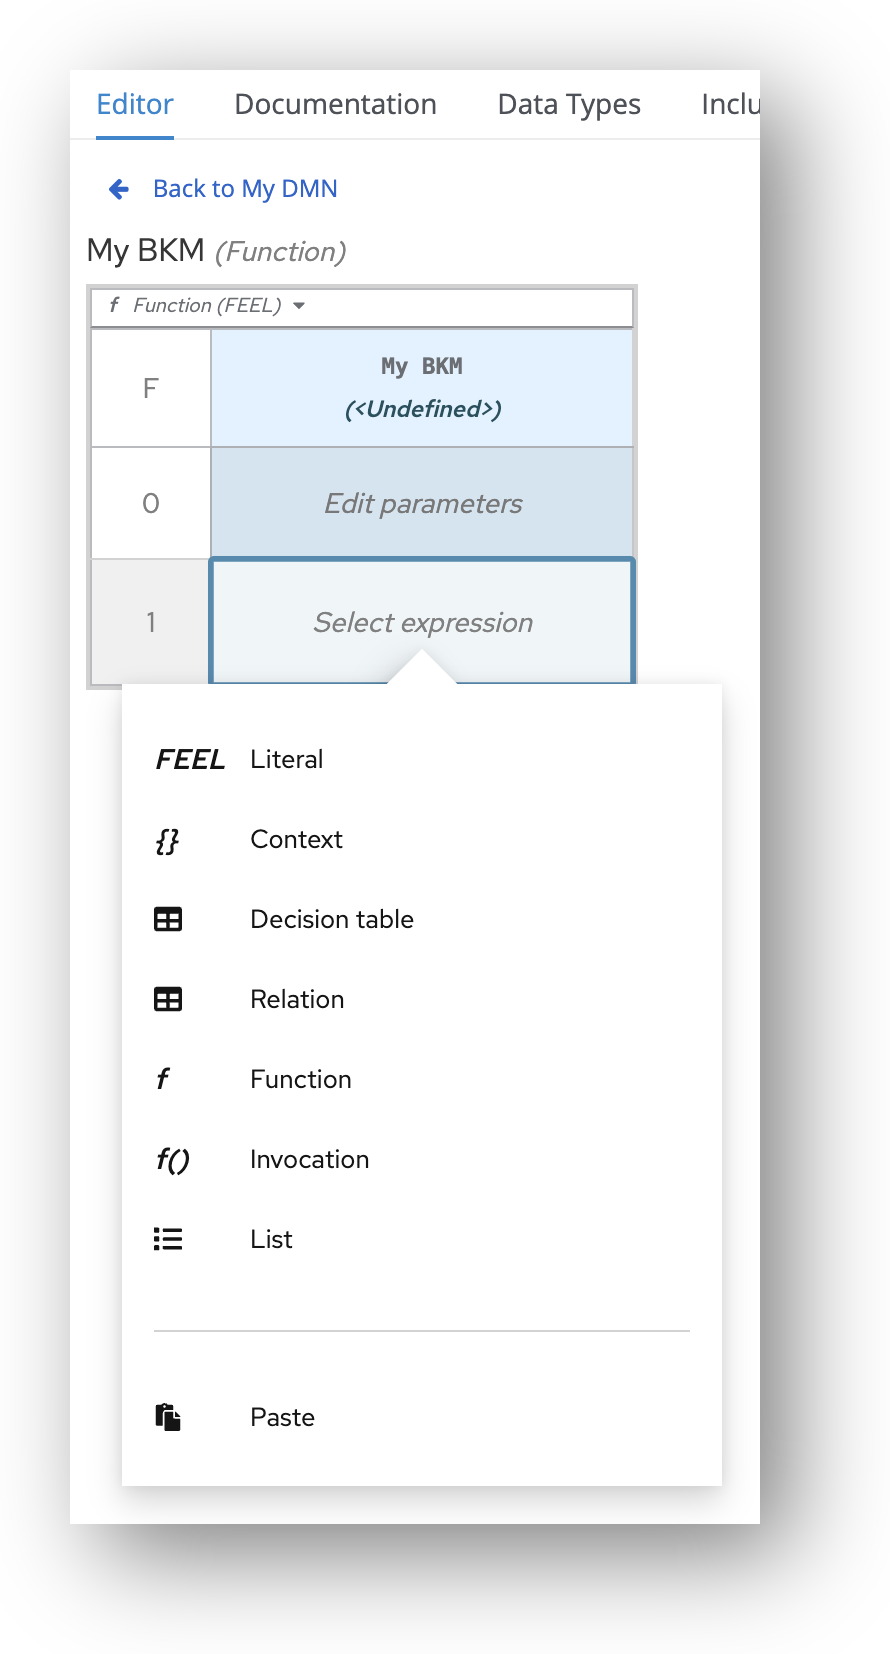 Editor Documentation Data Types Inclu
Back to My DMN
My BKM (Function)
f Function (FEEL)
F My BKM
(<Undefined>)
0 Edit parameters
1 Select expression
FEEL Literal
{} Context
Decision table
Relation
f Function
f() Invocation
List
Paste